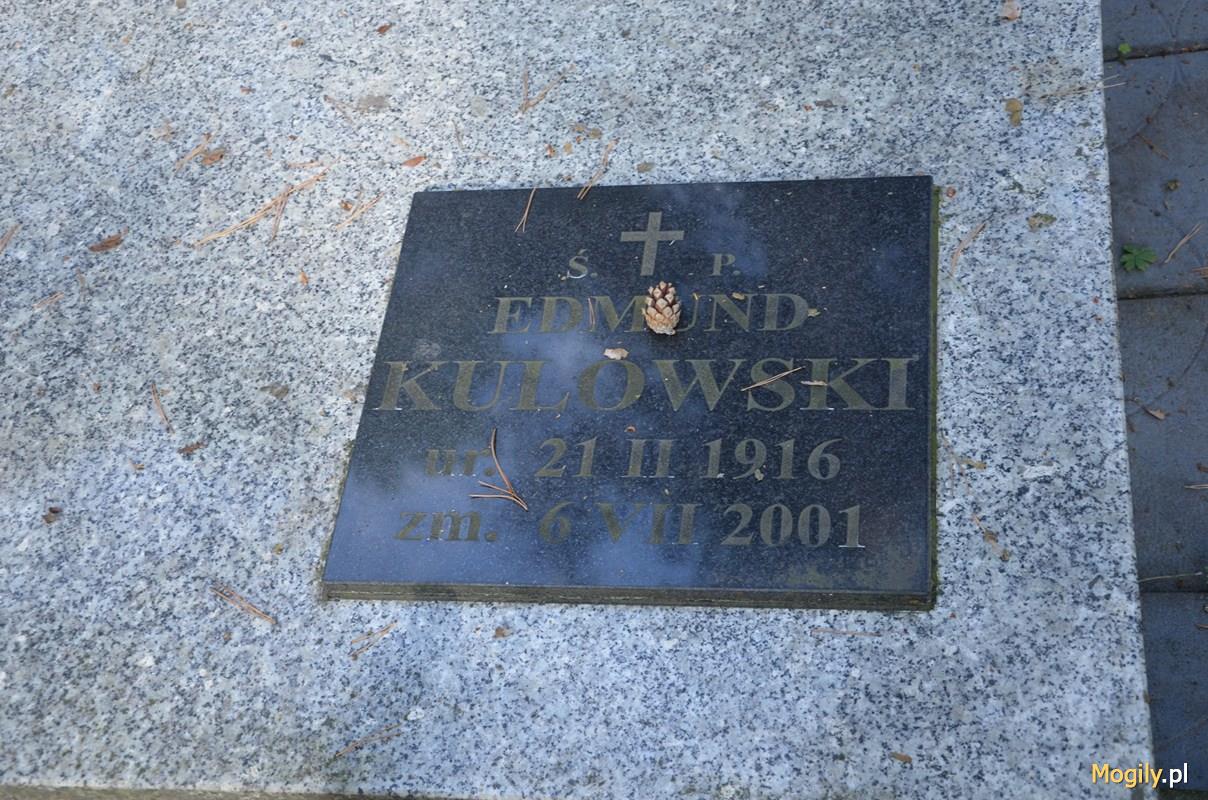 Ś. P.
EDMUND
KULOWSKI
ur. 21 II 1916
zm. 6 VII 2001
Mogily.pl